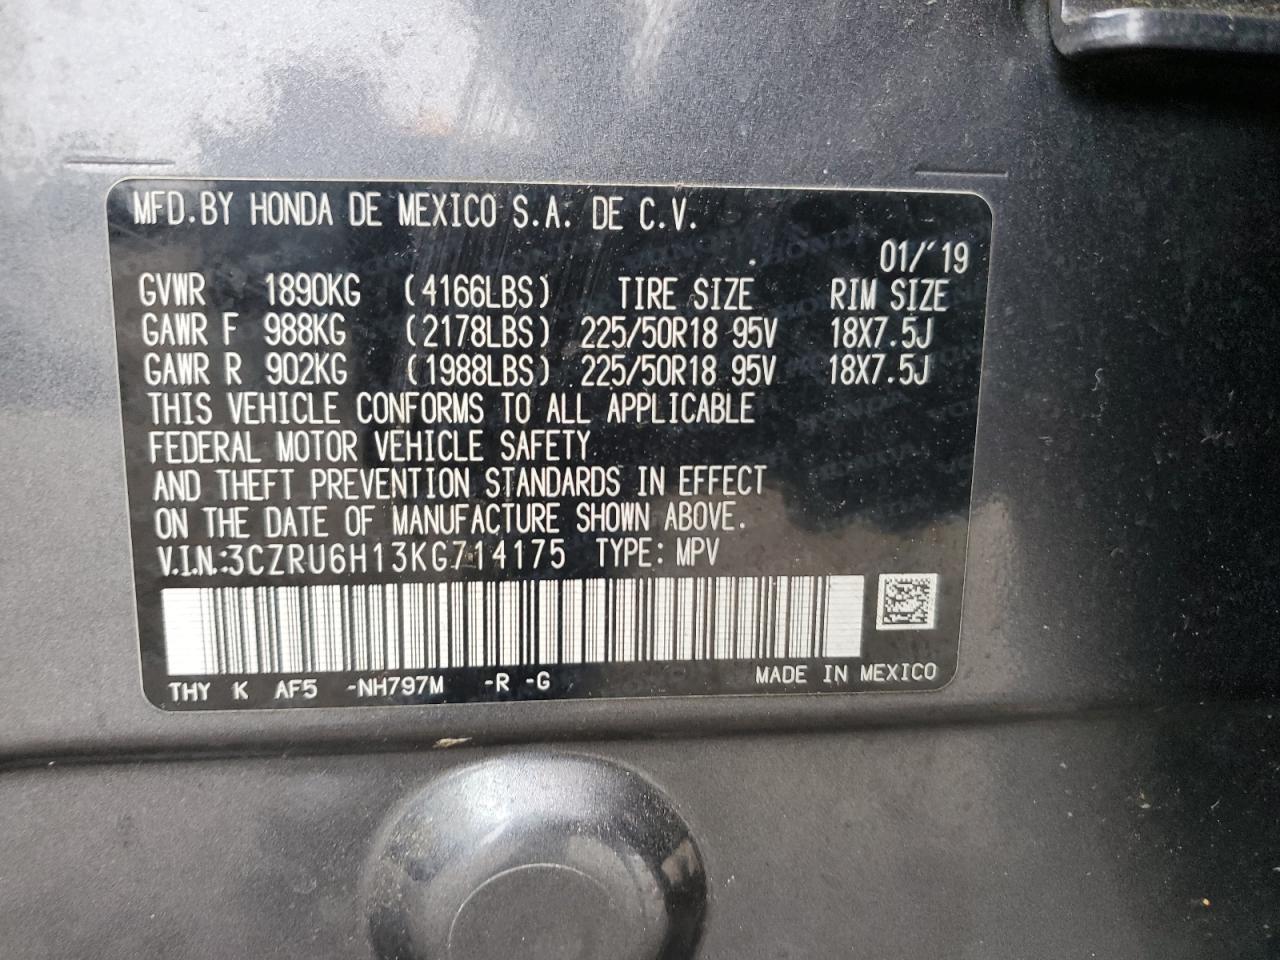 MFD.BY HONDA DE MEXICO S.A. DE C.V.
01/'19
GVWR 1890KG (4166LBS) TIRE SIZE RIM SIZE
GAWR F 988KG (2178LBS) 225/50R18 95V 18X7.5J
GAWR R 902KG (1988LBS) 225/50R18 95V 18X7.5J
THIS VEHICLE CONFORMS TO ALL APPLICABLE
FEDERAL MOTOR VEHICLE SAFETY
AND THEFT PREVENTION STANDARDS IN EFFECT
ON THE DATE OF MANUFACTURE SHOWN ABOVE.
V.I.N.:3CZRU6H13KG714175 TYPE: MPV
THY K AF5 -NH797M -R -G MADE IN MEXICO